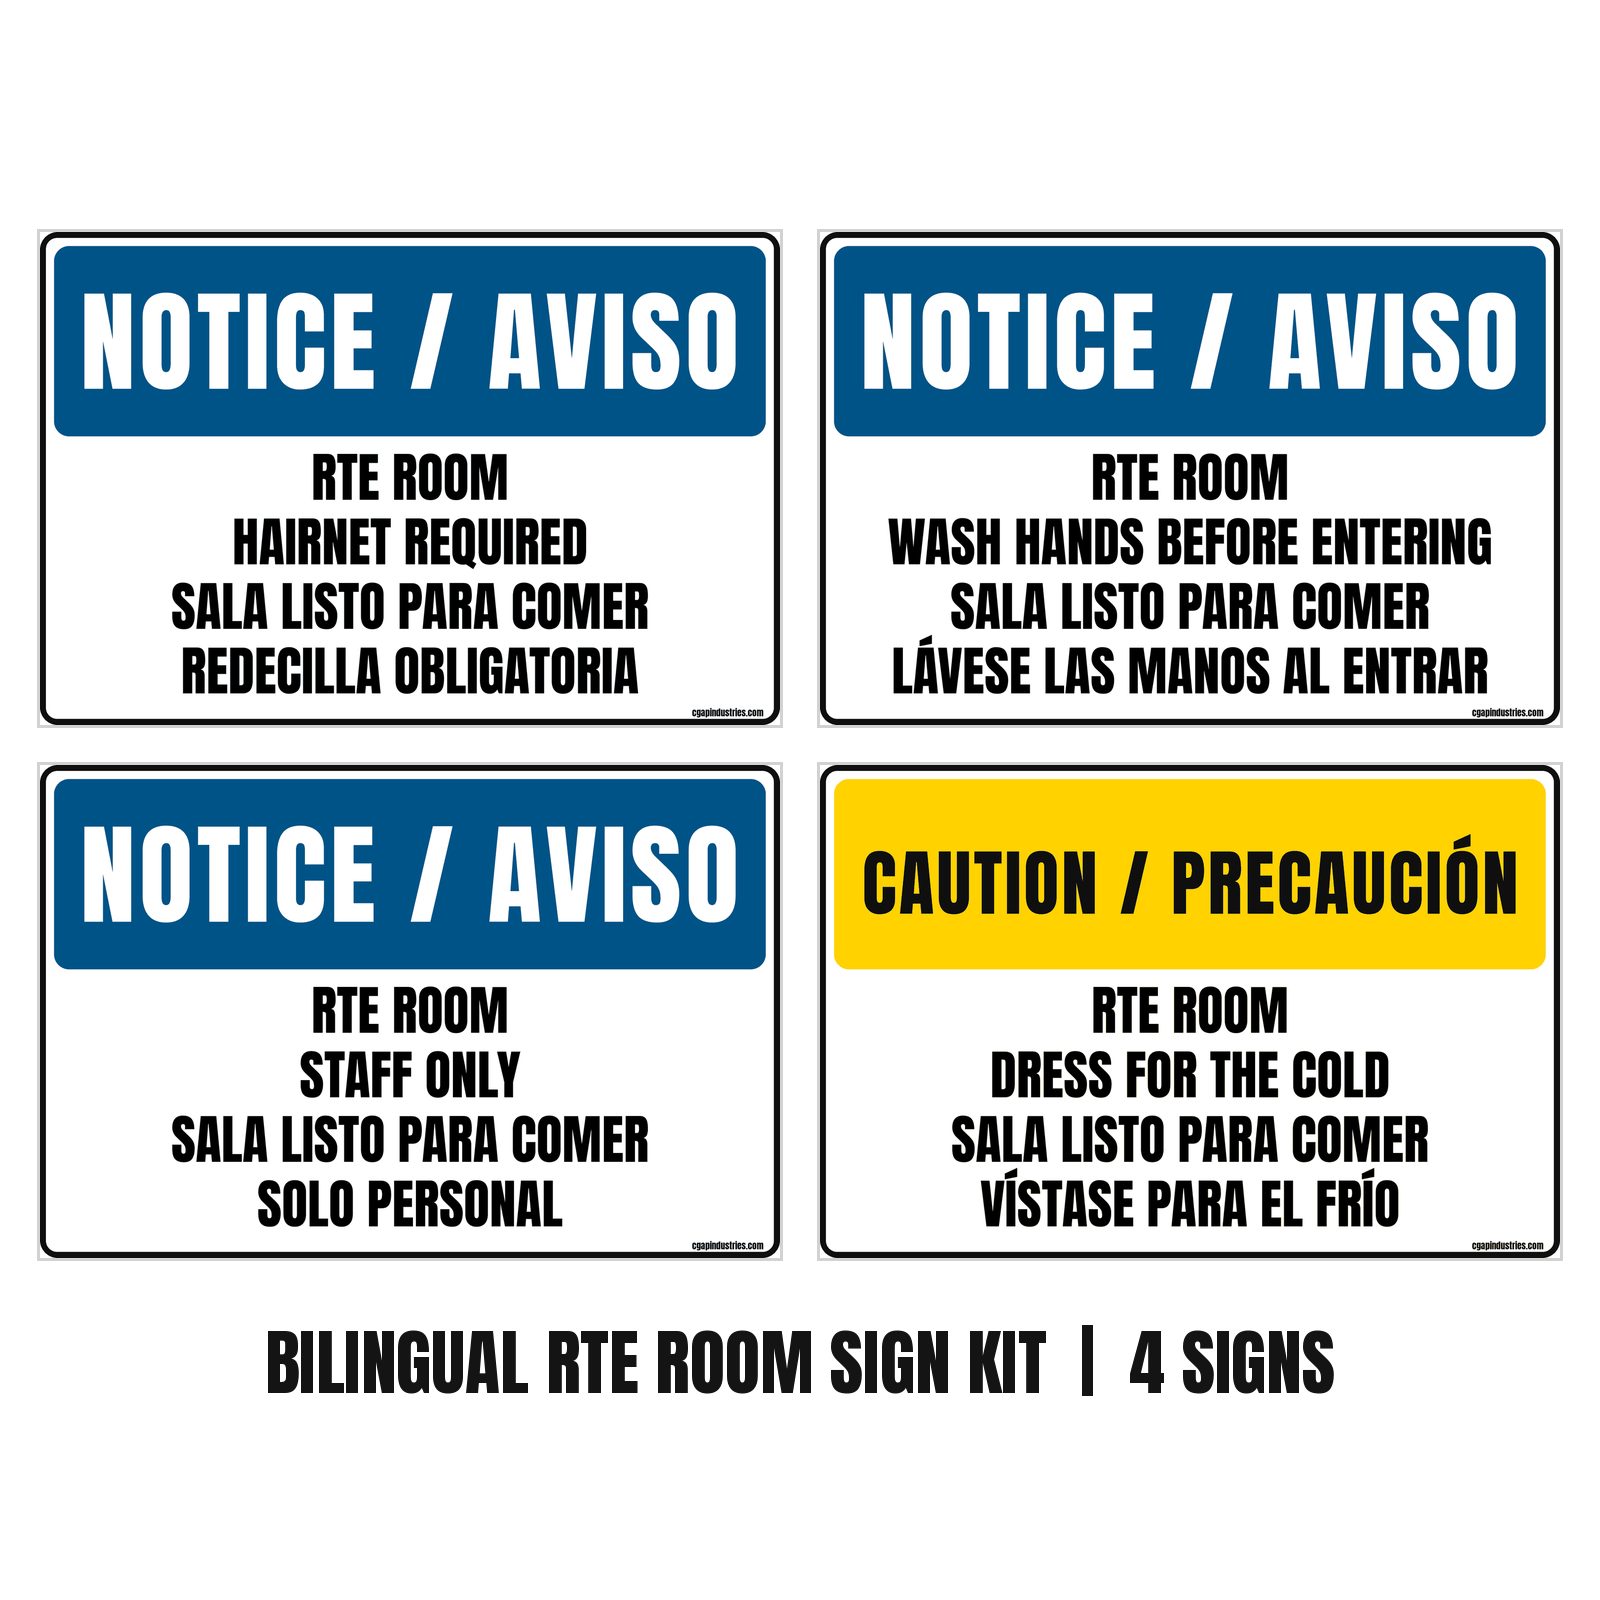 NOTICE / AVISO
RTE ROOM
HAIRNET REQUIRED
SALA LISTO PARA COMER
REDECILLA OBLIGATORIA
cgapindustries.com
NOTICE / AVISO
RTE ROOM
WASH HANDS BEFORE ENTERING
SALA LISTO PARA COMER
LÁVESE LAS MANOS AL ENTRAR
cgapindustries.com
NOTICE / AVISO
RTE ROOM
STAFF ONLY
SALA LISTO PARA COMER
SOLO PERSONAL
cgapindustries.com
CAUTION / PRECAUCIÓN
RTE ROOM
DRESS FOR THE COLD
SALA LISTO PARA COMER
VÍSTASE PARA EL FRÍO
cgapindustries.com
BILINGUAL RTE ROOM SIGN KIT | 4 SIGNS